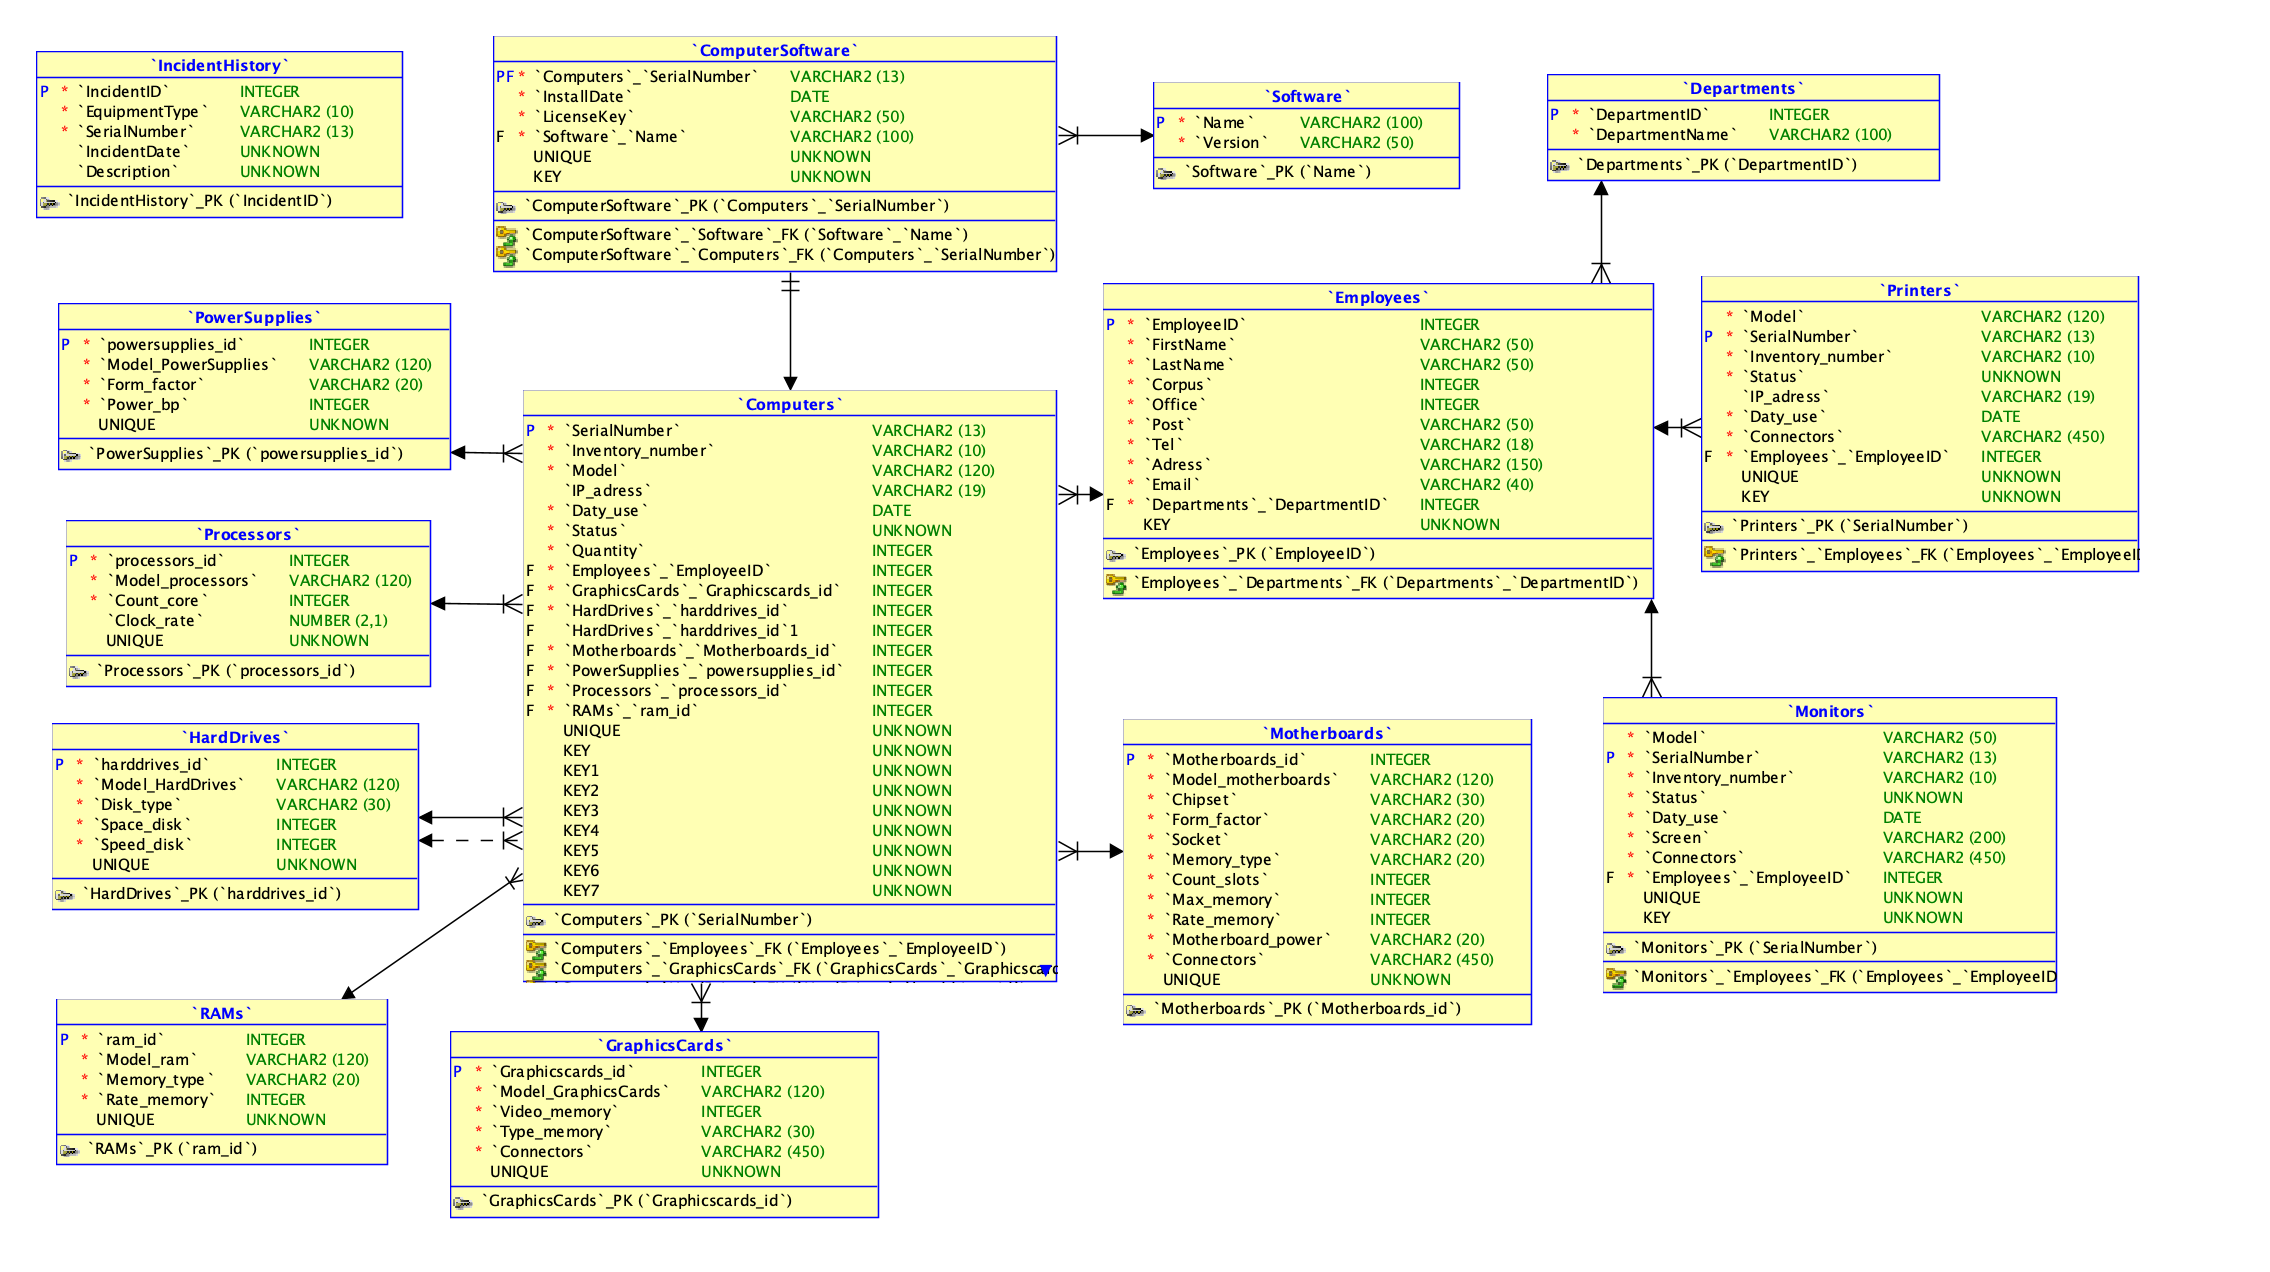 `IncidentHistory`
P * `IncidentID` INTEGER
* `EquipmentType` VARCHAR2 (10)
* `SerialNumber` VARCHAR2 (13)
`IncidentDate` UNKNOWN
`Description` UNKNOWN
`IncidentHistory`_PK (`IncidentID`)
`ComputerSoftware`
PF * `Computers`_`SerialNumber` VARCHAR2 (13)
* `InstallDate` DATE
* `LicenseKey` VARCHAR2 (50)
F * `Software`_`Name` VARCHAR2 (100)
UNIQUE UNKNOWN
KEY UNKNOWN
`ComputerSoftware`_PK (`Computers`_`SerialNumber`)
`ComputerSoftware`_`Software`_FK (`Software`_`Name`)
`ComputerSoftware`_`Computers`_FK (`Computers`_`SerialNumber`)
`Software`
P * `Name` VARCHAR2 (100)
* `Version` VARCHAR2 (50)
`Software`_PK (`Name`)
`Departments`
P * `DepartmentID` INTEGER
* `DepartmentName` VARCHAR2 (100)
`Departments`_PK (`DepartmentID`)
`PowerSupplies`
P * `powersupplies_id` INTEGER
* `Model_PowerSupplies` VARCHAR2 (120)
* `Form_factor` VARCHAR2 (20)
* `Power_bp` INTEGER
UNIQUE UNKNOWN
`PowerSupplies`_PK (`powersupplies_id`)
`Employees`
P * `EmployeeID` INTEGER
* `FirstName` VARCHAR2 (50)
* `LastName` VARCHAR2 (50)
* `Corpus` INTEGER
* `Office` INTEGER
* `Post` VARCHAR2 (50)
* `Tel` VARCHAR2 (18)
* `Adress` VARCHAR2 (150)
* `Email` VARCHAR2 (40)
F * `Departments`_`DepartmentID` INTEGER
KEY UNKNOWN
`Employees`_PK (`EmployeeID`)
`Employees`_`Departments`_FK (`Departments`_`DepartmentID`)
`Printers`
* `Model` VARCHAR2 (120)
P * `SerialNumber` VARCHAR2 (13)
* `Inventory_number` VARCHAR2 (10)
* `Status` UNKNOWN
`IP_adress` VARCHAR2 (19)
* `Daty_use` DATE
* `Connectors` VARCHAR2 (450)
F * `Employees`_`EmployeeID` INTEGER
UNIQUE UNKNOWN
KEY UNKNOWN
`Printers`_PK (`SerialNumber`)
`Printers`_`Employees`_FK (`Employees`_`EmployeeI
`Computers`
P * `SerialNumber` VARCHAR2 (13)
* `Inventory_number` VARCHAR2 (10)
* `Model` VARCHAR2 (120)
`IP_adress` VARCHAR2 (19)
* `Daty_use` DATE
* `Status` UNKNOWN
* `Quantity` INTEGER
F * `Employees`_`EmployeeID` INTEGER
F * `GraphicsCards`_`Graphicscards_id` INTEGER
F * `HardDrives`_`harddrives_id` INTEGER
F `HardDrives`_`harddrives_id`1 INTEGER
F * `Motherboards`_`Motherboards_id` INTEGER
F * `PowerSupplies`_`powersupplies_id` INTEGER
F * `Processors`_`processors_id` INTEGER
F * `RAMs`_`ram_id` INTEGER
UNIQUE UNKNOWN
KEY UNKNOWN
KEY1 UNKNOWN
KEY2 UNKNOWN
KEY3 UNKNOWN
KEY4 UNKNOWN
KEY5 UNKNOWN
KEY6 UNKNOWN
KEY7 UNKNOWN
`Computers`_PK (`SerialNumber`)
`Computers`_`Employees`_FK (`Employees`_`EmployeeID`)
`Computers`_`GraphicsCards`_FK (`GraphicsCards`_`Graphicscard
`Processors`
P * `processors_id` INTEGER
* `Model_processors` VARCHAR2 (120)
* `Count_core` INTEGER
`Clock_rate` NUMBER (2,1)
UNIQUE UNKNOWN
`Processors`_PK (`processors_id`)
`HardDrives`
P * `harddrives_id` INTEGER
* `Model_HardDrives` VARCHAR2 (120)
* `Disk_type` VARCHAR2 (30)
* `Space_disk` INTEGER
* `Speed_disk` INTEGER
UNIQUE UNKNOWN
`HardDrives`_PK (`harddrives_id`)
`Motherboards`
P * `Motherboards_id` INTEGER
* `Model_motherboards` VARCHAR2 (120)
* `Chipset` VARCHAR2 (30)
* `Form_factor` VARCHAR2 (20)
* `Socket` VARCHAR2 (20)
* `Memory_type` VARCHAR2 (20)
* `Count_slots` INTEGER
* `Max_memory` INTEGER
* `Rate_memory` INTEGER
* `Motherboard_power` VARCHAR2 (20)
* `Connectors` VARCHAR2 (450)
UNIQUE UNKNOWN
`Motherboards`_PK (`Motherboards_id`)
`Monitors`
* `Model` VARCHAR2 (50)
P * `SerialNumber` VARCHAR2 (13)
* `Inventory_number` VARCHAR2 (10)
* `Status` UNKNOWN
* `Daty_use` DATE
* `Screen` VARCHAR2 (200)
* `Connectors` VARCHAR2 (450)
F * `Employees`_`EmployeeID` INTEGER
UNIQUE UNKNOWN
KEY UNKNOWN
`Monitors`_PK (`SerialNumber`)
`Monitors`_`Employees`_FK (`Employees`_`EmployeeID
`RAMs`
P * `ram_id` INTEGER
* `Model_ram` VARCHAR2 (120)
* `Memory_type` VARCHAR2 (20)
* `Rate_memory` INTEGER
UNIQUE UNKNOWN
`RAMs`_PK (`ram_id`)
`GraphicsCards`
P * `Graphicscards_id` INTEGER
* `Model_GraphicsCards` VARCHAR2 (120)
* `Video_memory` INTEGER
* `Type_memory` VARCHAR2 (30)
* `Connectors` VARCHAR2 (450)
UNIQUE UNKNOWN
`GraphicsCards`_PK (`Graphicscards_id`)